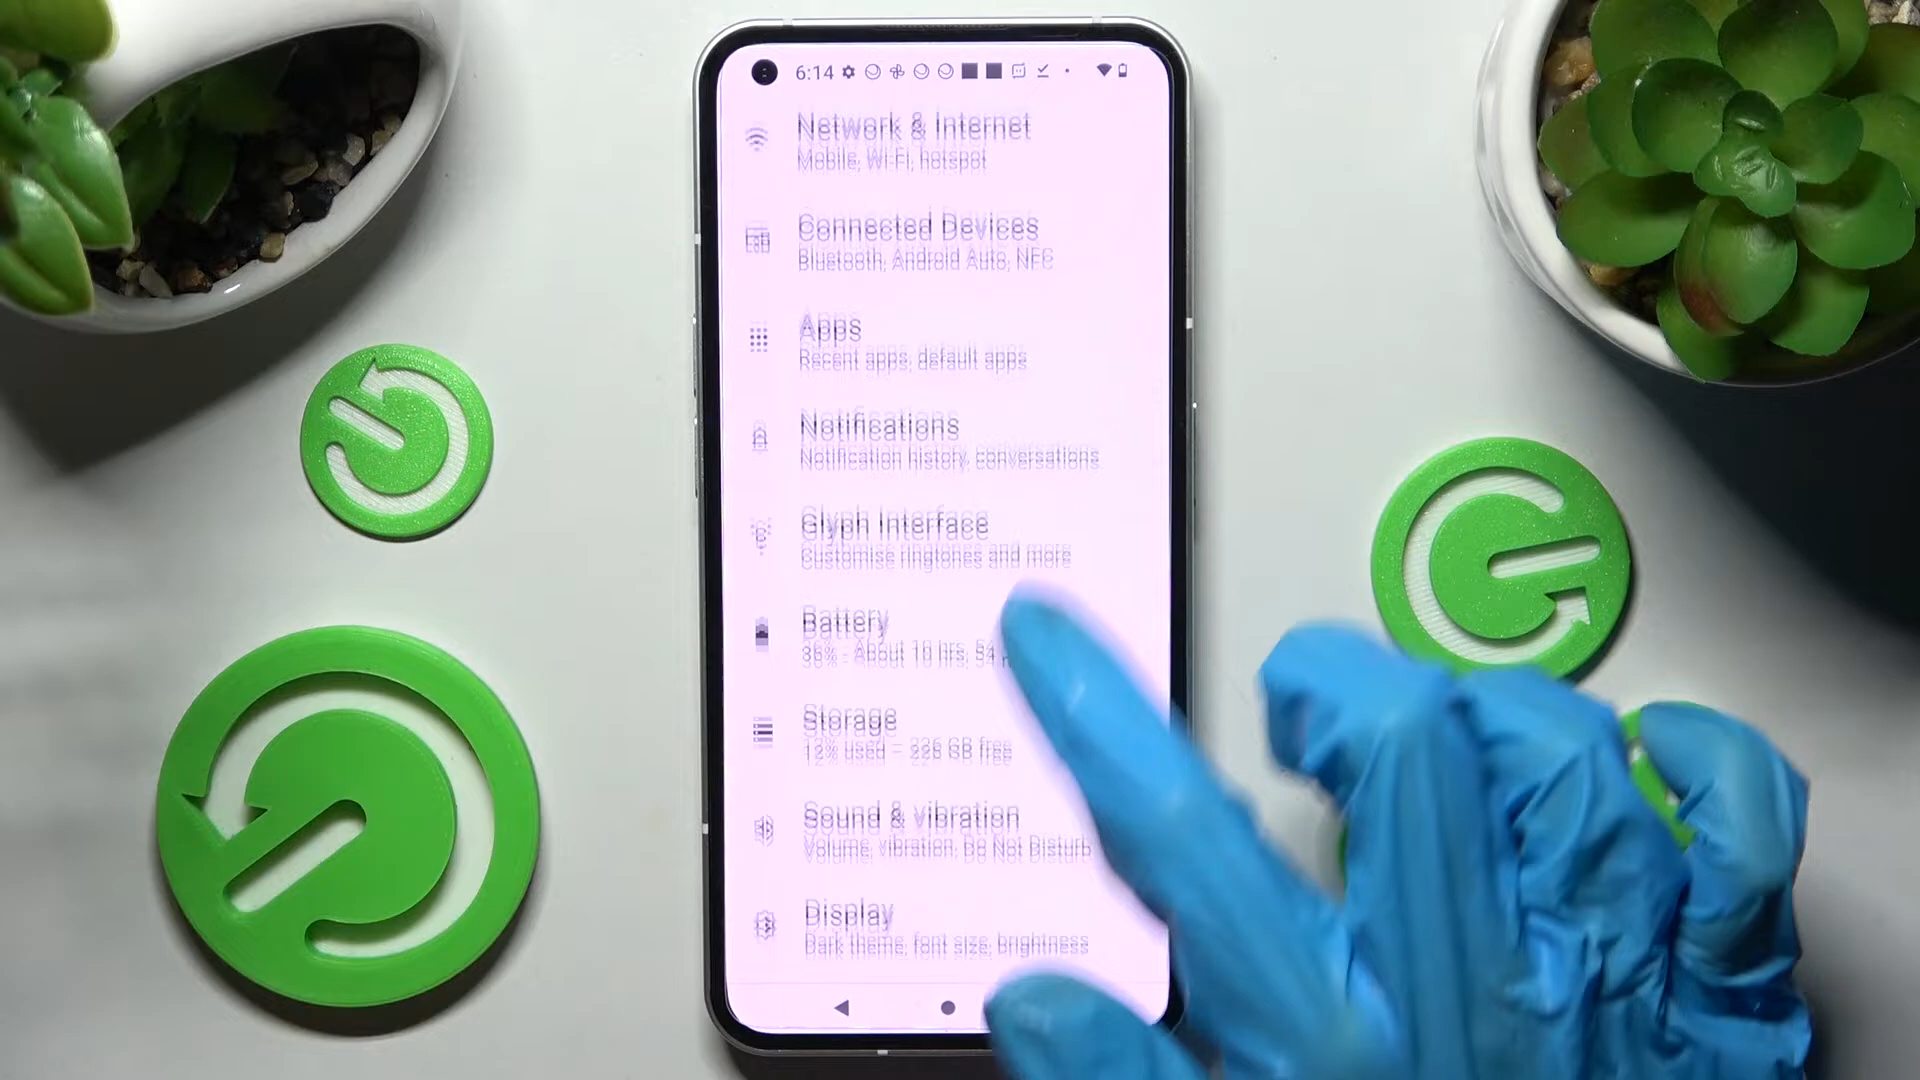 6:14
Network & Internet
Mobile, Wi-Fi, hotspot
Connected Devices
Bluetooth, Android Auto, NFC
Apps
Recent apps, default apps
Notifications
Notification history, conversations
Glyph Interface
Customise ringtones and more
Battery
36% - About 10 hrs, 54
Storage
12% used - 226 GB free
Sound & vibration
Volume, vibration, Do Not Disturb
Display
Dark theme, font size, brightness